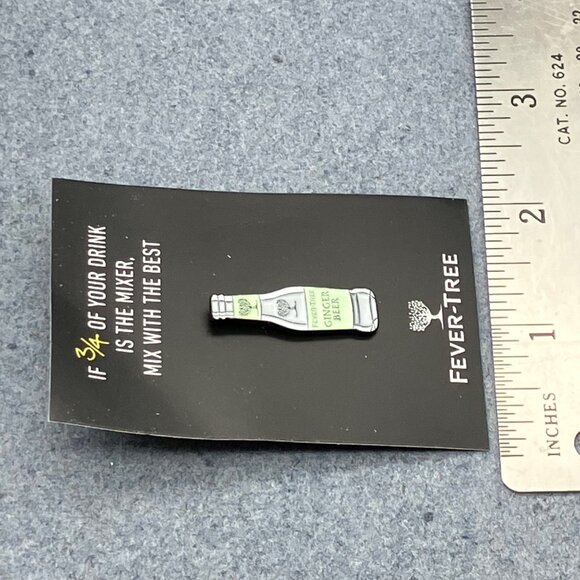 IF 3/4 OF YOUR DRINK
IS THE MIXER,
MIX WITH THE BEST
FEVER-TREE
GINGER
BEER
FEVER-TREE
INCHES
1
2
3
CAT. NO. 624